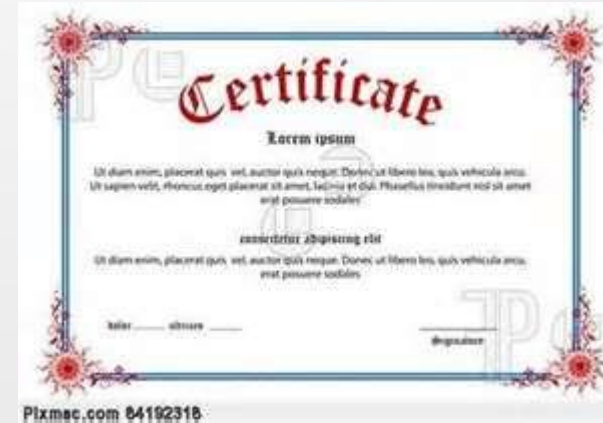 Certificate
Lorem ipsum
Ut diam enim, placerat quis vel, auctor quis neque. Donec ut libero leo, quis vehicula arcu.
Ut sapien velit, rhoncus eget placerat sit amet, lacinia et dui. Phasellus tincidunt nisl sit amet
erat posuere sodales
consectetur adipiscing elit
Ut diam enim, placerat quis vel, auctor quis neque. Donec ut libero leo, quis vehicula arcu.
erat posuere sodales
dolor ultrices
Signature
Pixmac.com 84192318